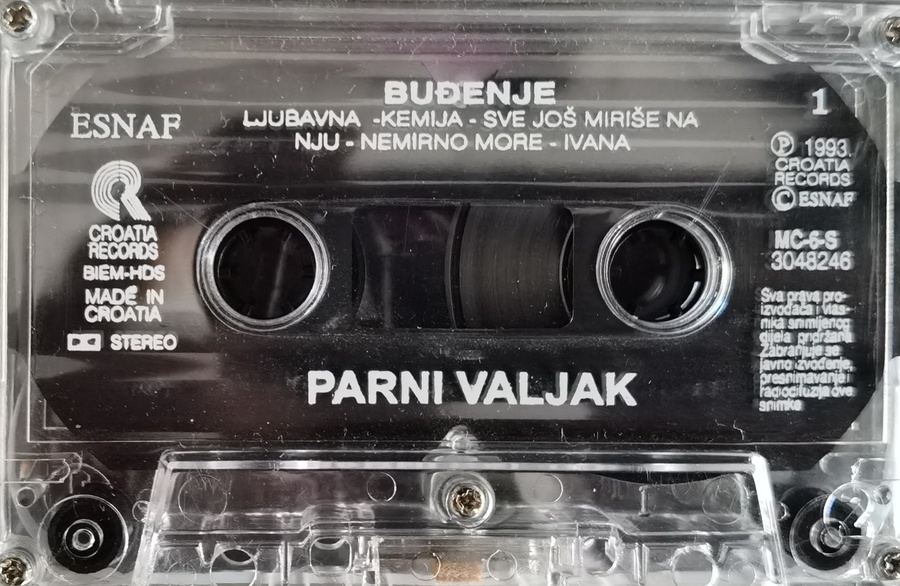 BUĐENJE
LJUBAVNA -KEMIJA - SVE JOŠ MIRIŠE NA
NJU - NEMIRNO MORE - IVANA
1
ESNAF
CROATIA
RECORDS
BIEM-HDS
MADE IN
CROATIA
STEREO
Ⓟ 1993.
CROATIA
RECORDS
© ESNAF
MC-6-S
3048246
Sva prava pro-
izvođača i vlas-
nika snimljenog
djela pridržana
Zabranjuje se
javno izvođenje,
presnimavanje i
radiodifuzija ove
snimke
PARNI VALJAK
2